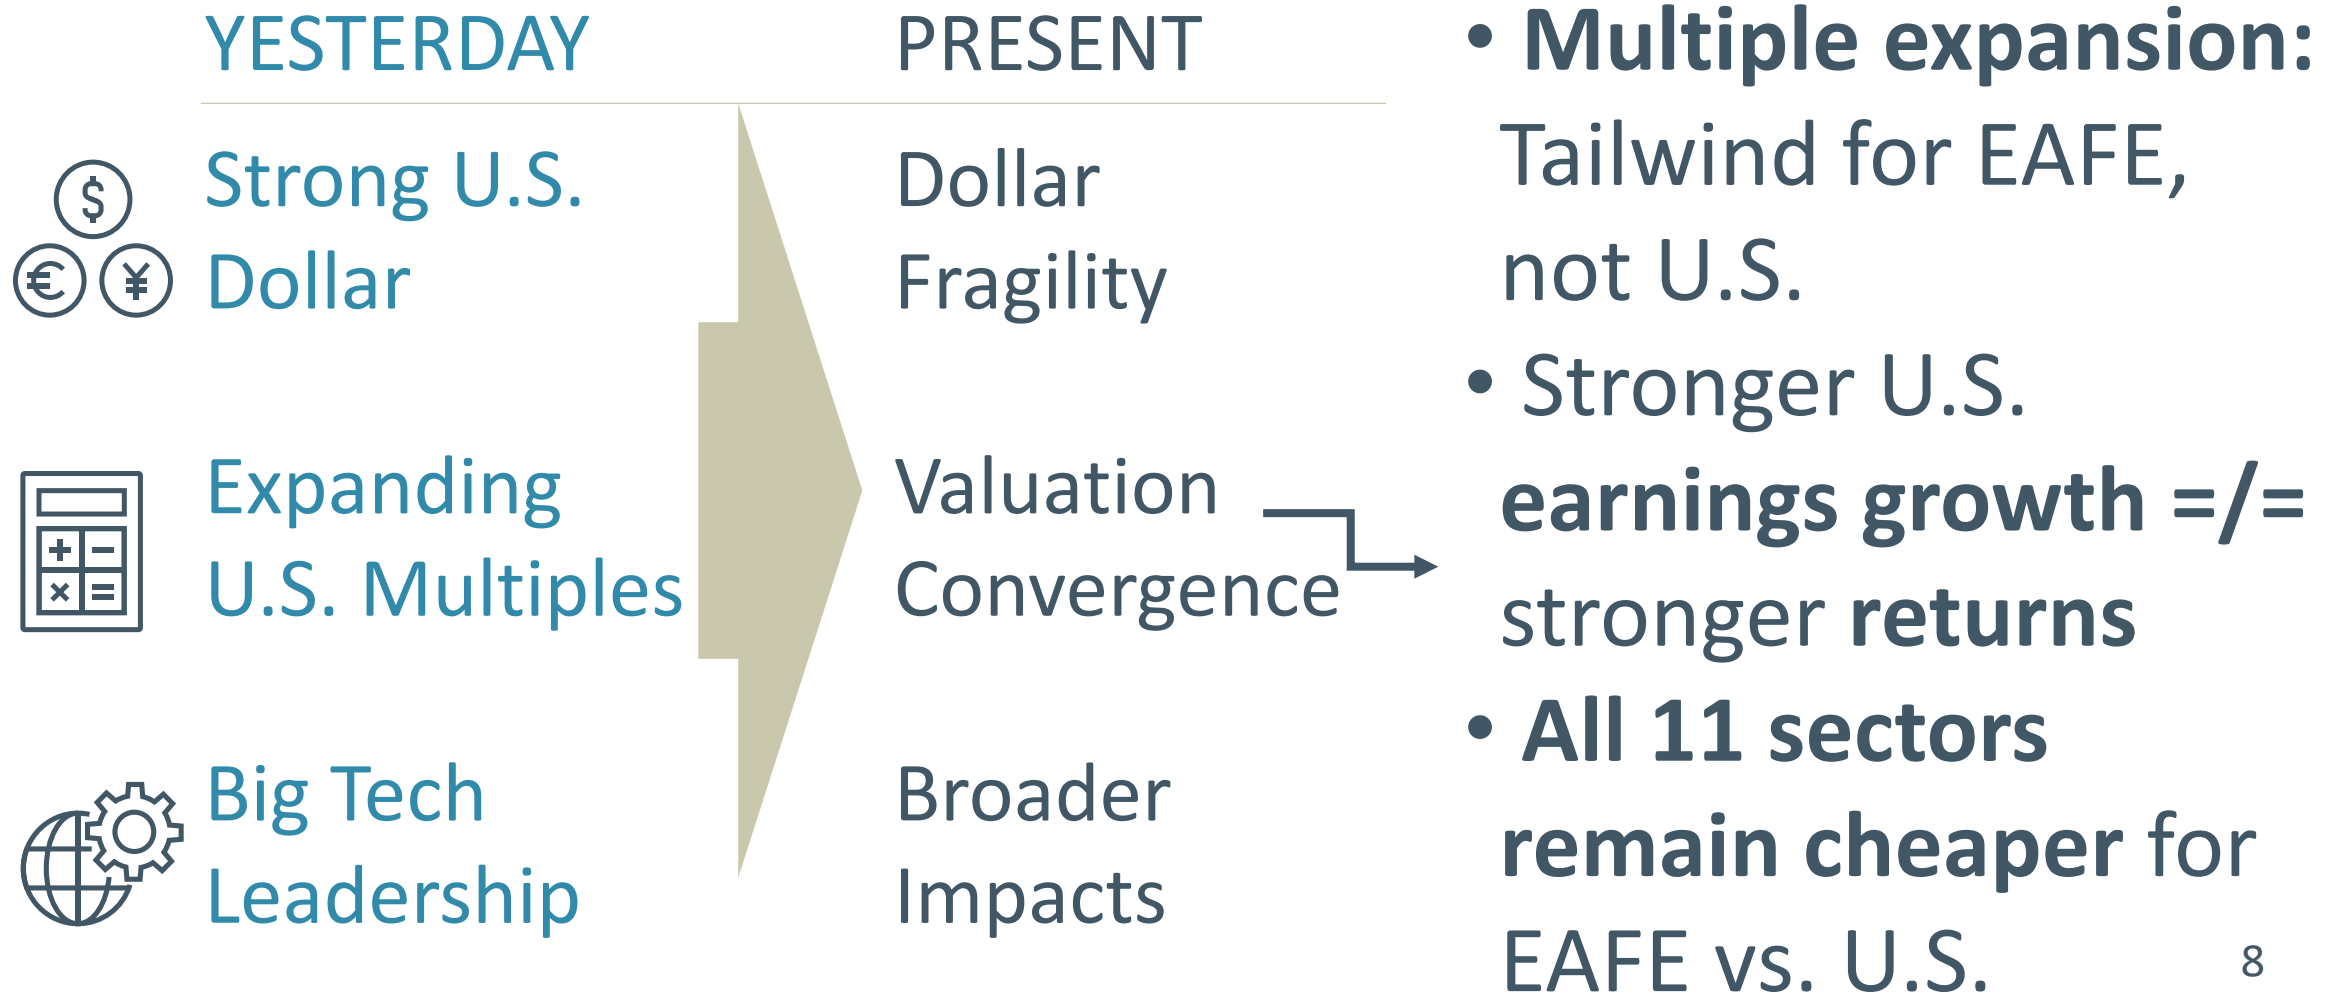 YESTERDAY
Strong U.S.
Dollar
Expanding
U.S. Multiples
Big Tech
Leadership
PRESENT
Dollar
Fragility
Valuation
Convergence
Broader
Impacts
• Multiple expansion:
Tailwind for EAFE,
not U.S.
• Stronger U.S.
earnings growth =/=
stronger returns
• All 11 sectors
remain cheaper for
EAFE vs. U.S.
8